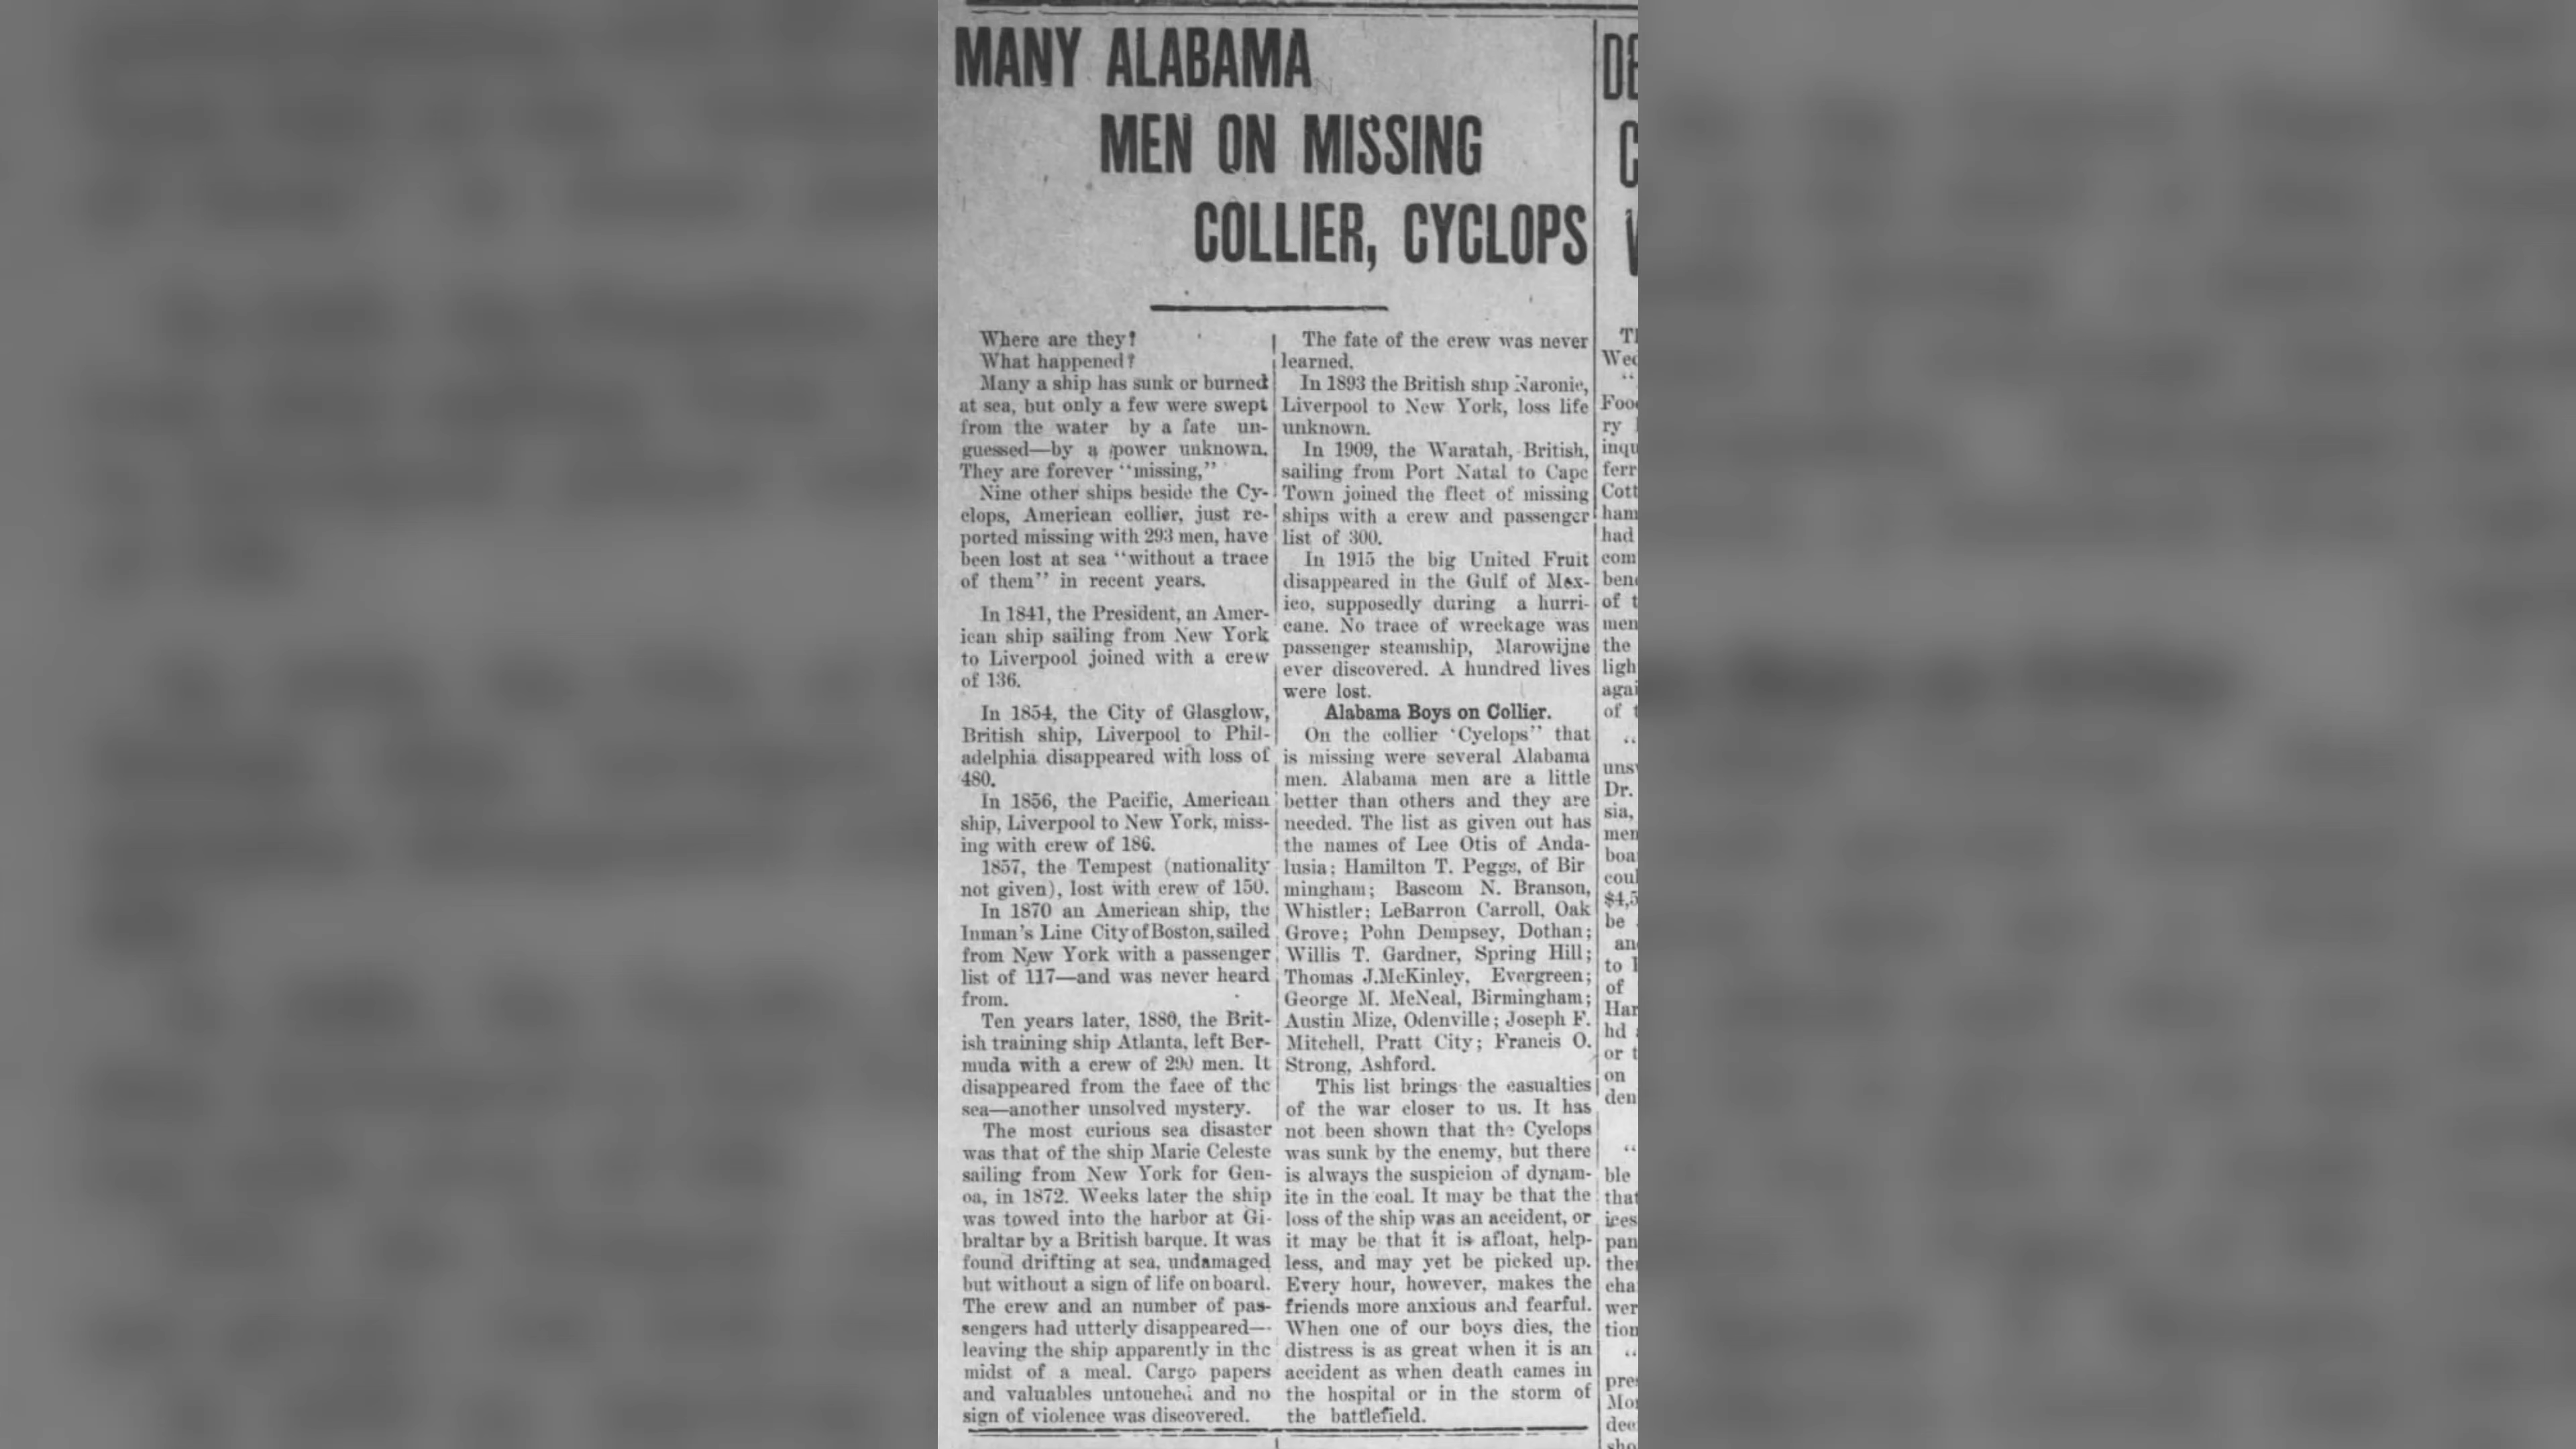 MANY ALABAMA
MEN ON MISSING
COLLIER, CYCLOPS
Where are they?
What happened?
Many a ship has sunk or burned
at sea, but only a few were swept
from the water by a fate un-
guessed—by a power unknown.
They are forever "missing,"
Nine other ships beside the Cy-
clops, American collier, just re-
ported missing with 293 men, have
been lost at sea "without a trace
of them" in recent years.
In 1841, the President, an Amer-
ican ship sailing from New York
to Liverpool joined with a crew
of 136.
In 1854, the City of Glasglow,
British ship, Liverpool to Phil-
adelphia disappeared with loss of
480.
In 1856, the Pacific, American
ship, Liverpool to New York, miss-
ing with crew of 186.
1857, the Tempest (nationality
not given), lost with crew of 150.
In 1870 an American ship, the
Inman's Line City of Boston, sailed
from New York with a passenger
list of 117—and was never heard
from.
Ten years later, 1880, the Brit-
ish training ship Atlanta, left Ber-
muda with a crew of 290 men. It
disappeared from the face of the
sea—another unsolved mystery.
The most curious sea disaster
was that of the ship Marie Celeste
sailing from New York for Gen-
oa, in 1872. Weeks later the ship
was towed into the harbor at Gi-
braltar by a British barque. It was
found drifting at sea, undamaged
but without a sign of life on board.
The crew and an number of pas-
sengers had utterly disappeared—
leaving the ship apparently in the
midst of a meal. Cargo papers
and valuables untouched and no
sign of violence was discovered.
The fate of the crew was never
learned.
In 1893 the British ship Naronie,
Liverpool to New York, loss life
unknown.
In 1909, the Waratah, British,
sailing from Port Natal to Cape
Town joined the fleet of missing
ships with a crew and passenger
list of 300.
In 1915 the big United Fruit
disappeared in the Gulf of Mex-
ico, supposedly during a hurri-
cane. No trace of wreckage was
passenger steamship, Marowijne
ever discovered. A hundred lives
were lost.
Alabama Boys on Collier.
On the collier 'Cyclops" that
is missing were several Alabama
men. Alabama men are a little
better than others and they are
needed. The list as given out has
the names of Lee Otis of Anda-
lusia; Hamilton T. Peggs, of Bir
mingham; Bascom N. Branson,
Whistler; LeBarron Carroll, Oak
Grove; Pohn Dempsey, Dothan;
Willis T. Gardner, Spring Hill;
Thomas J.McKinley, Evergreen;
George M. McNeal, Birmingham;
Austin Mize, Odenville; Joseph F.
Mitchell, Pratt City; Francis O.
Strong, Ashford.
This list brings the casualties
of the war closer to us. It has
not been shown that the Cyclops
was sunk by the enemy, but there
is always the suspicion of dynam-
ite in the coal. It may be that the
loss of the ship was an accident, or
it may be that it is afloat, help-
less, and may yet be picked up.
Every hour, however, makes the
friends more anxious and fearful.
When one of our boys dies, the
distress is as great when it is an
accident as when death cames in
the hospital or in the storm of
the battlefield.